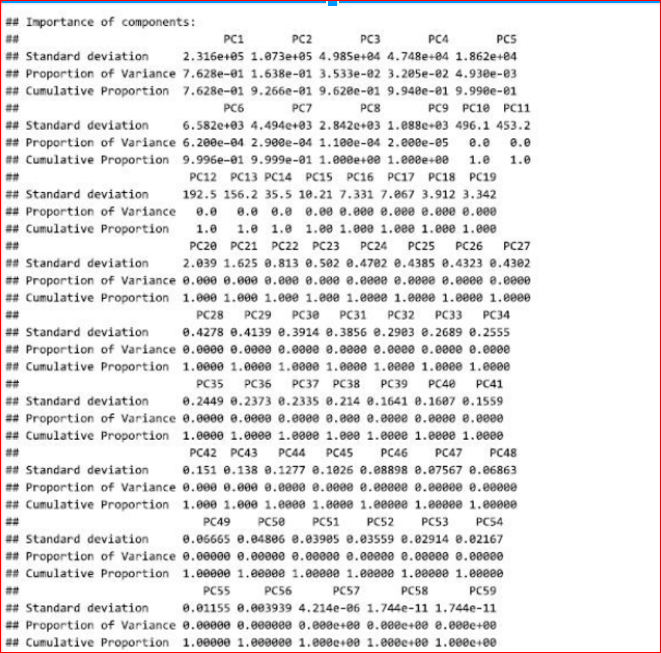 ## Importance of components:
## PC1 PC2 PC3 PC4 PC5
## Standard deviation 2.316e+05 1.073e+05 4.985e+04 4.748e+04 1.862e+04
## Proportion of Variance 7.628e-01 1.638e-01 3.533e-02 3.205e-02 4.930e-03
## Cumulative Proportion 7.628e-01 9.266e-01 9.620e-01 9.940e-01 9.990e-01
## PC6 PC7 PC8 PC9 PC10 PC11
## Standard deviation 6.582e+03 4.494e+03 2.842e+03 1.088e+03 496.1 453.2
## Proportion of Variance 6.200e-04 2.900e-04 1.100e-04 2.000e-05 0.0 0.0
## Cumulative Proportion 9.996e-01 9.999e-01 1.000e+00 1.000e+00 1.0 1.0
## PC12 PC13 PC14 PC15 PC16 PC17 PC18 PC19
## Standard deviation 192.5 156.2 35.5 10.21 7.331 7.067 3.912 3.342
## Proportion of Variance 0.0 0.0 0.0 0.00 0.000 0.000 0.000 0.000
## Cumulative Proportion 1.0 1.0 1.0 1.00 1.000 1.000 1.000 1.000
## PC20 PC21 PC22 PC23 PC24 PC25 PC26 PC27
## Standard deviation 2.039 1.625 0.813 0.502 0.4702 0.4385 0.4323 0.4302
## Proportion of Variance 0.000 0.000 0.000 0.000 0.0000 0.0000 0.0000 0.0000
## Cumulative Proportion 1.000 1.000 1.000 1.000 1.0000 1.0000 1.0000 1.0000
## PC28 PC29 PC30 PC31 PC32 PC33 PC34
## Standard deviation 0.4278 0.4139 0.3914 0.3856 0.2903 0.2689 0.2555
## Proportion of Variance 0.0000 0.0000 0.0000 0.0000 0.0000 0.0000 0.0000
## Cumulative Proportion 1.0000 1.0000 1.0000 1.0000 1.0000 1.0000 1.0000
## PC35 PC36 PC37 PC38 PC39 PC40 PC41
## Standard deviation 0.2449 0.2373 0.2335 0.214 0.1641 0.1607 0.1559
## Proportion of Variance 0.0000 0.0000 0.0000 0.000 0.0000 0.0000 0.0000
## Cumulative Proportion 1.0000 1.0000 1.0000 1.000 1.0000 1.0000 1.0000
## PC42 PC43 PC44 PC45 PC46 PC47 PC48
## Standard deviation 0.151 0.138 0.1277 0.1026 0.08898 0.07567 0.06863
## Proportion of Variance 0.000 0.000 0.0000 0.0000 0.00000 0.00000 0.00000
## Cumulative Proportion 1.000 1.000 1.0000 1.0000 1.00000 1.00000 1.00000
## PC49 PC50 PC51 PC52 PC53 PC54
## Standard deviation 0.06665 0.04806 0.03905 0.03559 0.02914 0.02167
## Proportion of Variance 0.00000 0.00000 0.00000 0.00000 0.00000 0.00000
## Cumulative Proportion 1.00000 1.00000 1.00000 1.00000 1.00000 1.00000
## PC55 PC56 PC57 PC58 PC59
## Standard deviation 0.01155 0.003939 4.214e-06 1.744e-11 1.744e-11
## Proportion of Variance 0.00000 0.000000 0.000e+00 0.000e+00 0.000e+00
## Cumulative Proportion 1.00000 1.000000 1.000e+00 1.000e+00 1.000e+00